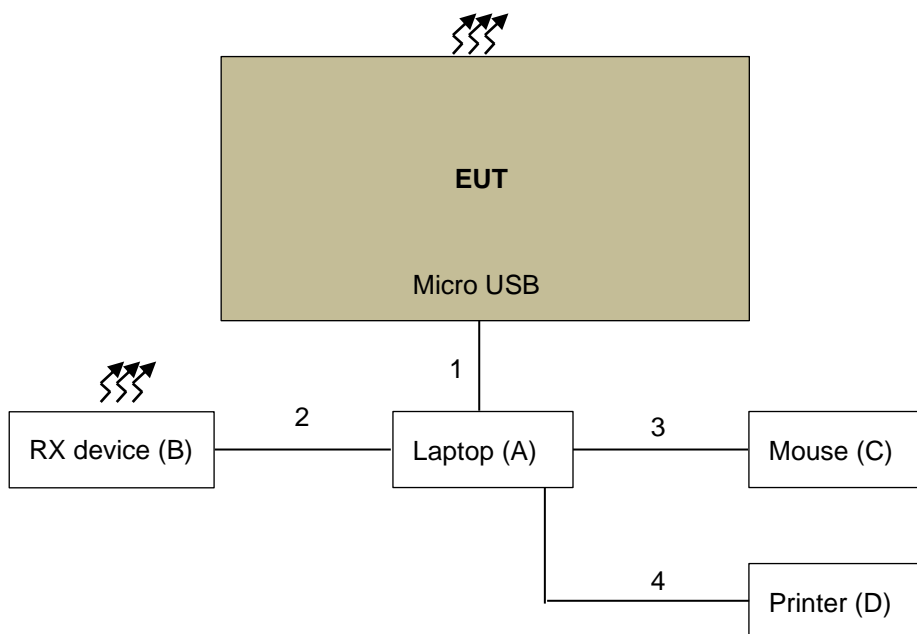 EUT
Micro USB
1
2
3
RX device (B)
Laptop (A)
Mouse (C)
4
Printer (D)